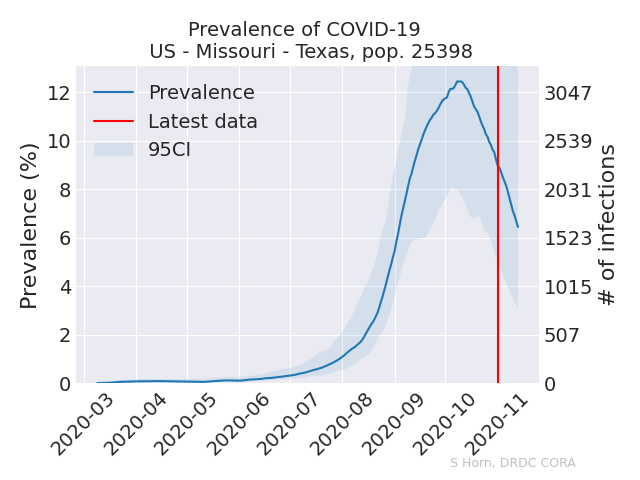 Prevalence of COVID-19
US - Missouri - Texas, pop. 25398
Prevalence
Latest data
95CI
Prevalence (%)
12
10
8
6
4
2
0
3047
2539
2031
1523
1015
507
0
# of infections
2020-03
2020-04
2020-05
2020-06
2020-07
2020-08
2020-09
2020-10
2020-11
S Horn, DRDC CORA